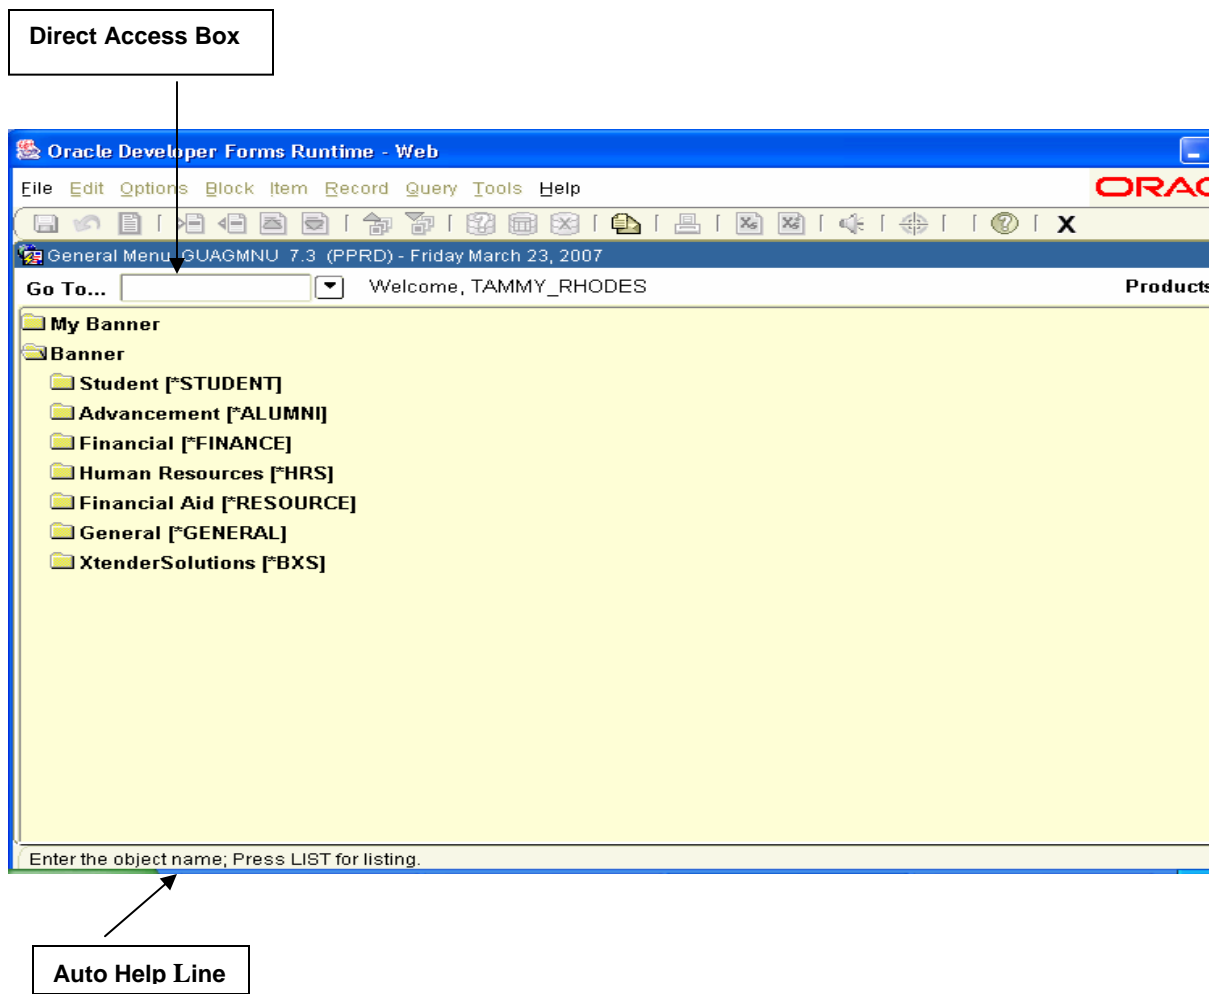 Direct Access Box
Oracle Developer Forms Runtime - Web
File Edit Options Block Item Record Query Tools Help
ORAC
X
General Menu GUAGMNU 7.3 (PPRD) - Friday March 23, 2007
Go To... Welcome, TAMMY_RHODES Products
My Banner
Banner
Student [*STUDENT]
Advancement [*ALUMNI]
Financial [*FINANCE]
Human Resources [*HRS]
Financial Aid [*RESOURCE]
General [*GENERAL]
XtenderSolutions [*BXS]
Enter the object name; Press LIST for listing.
Auto Help Line